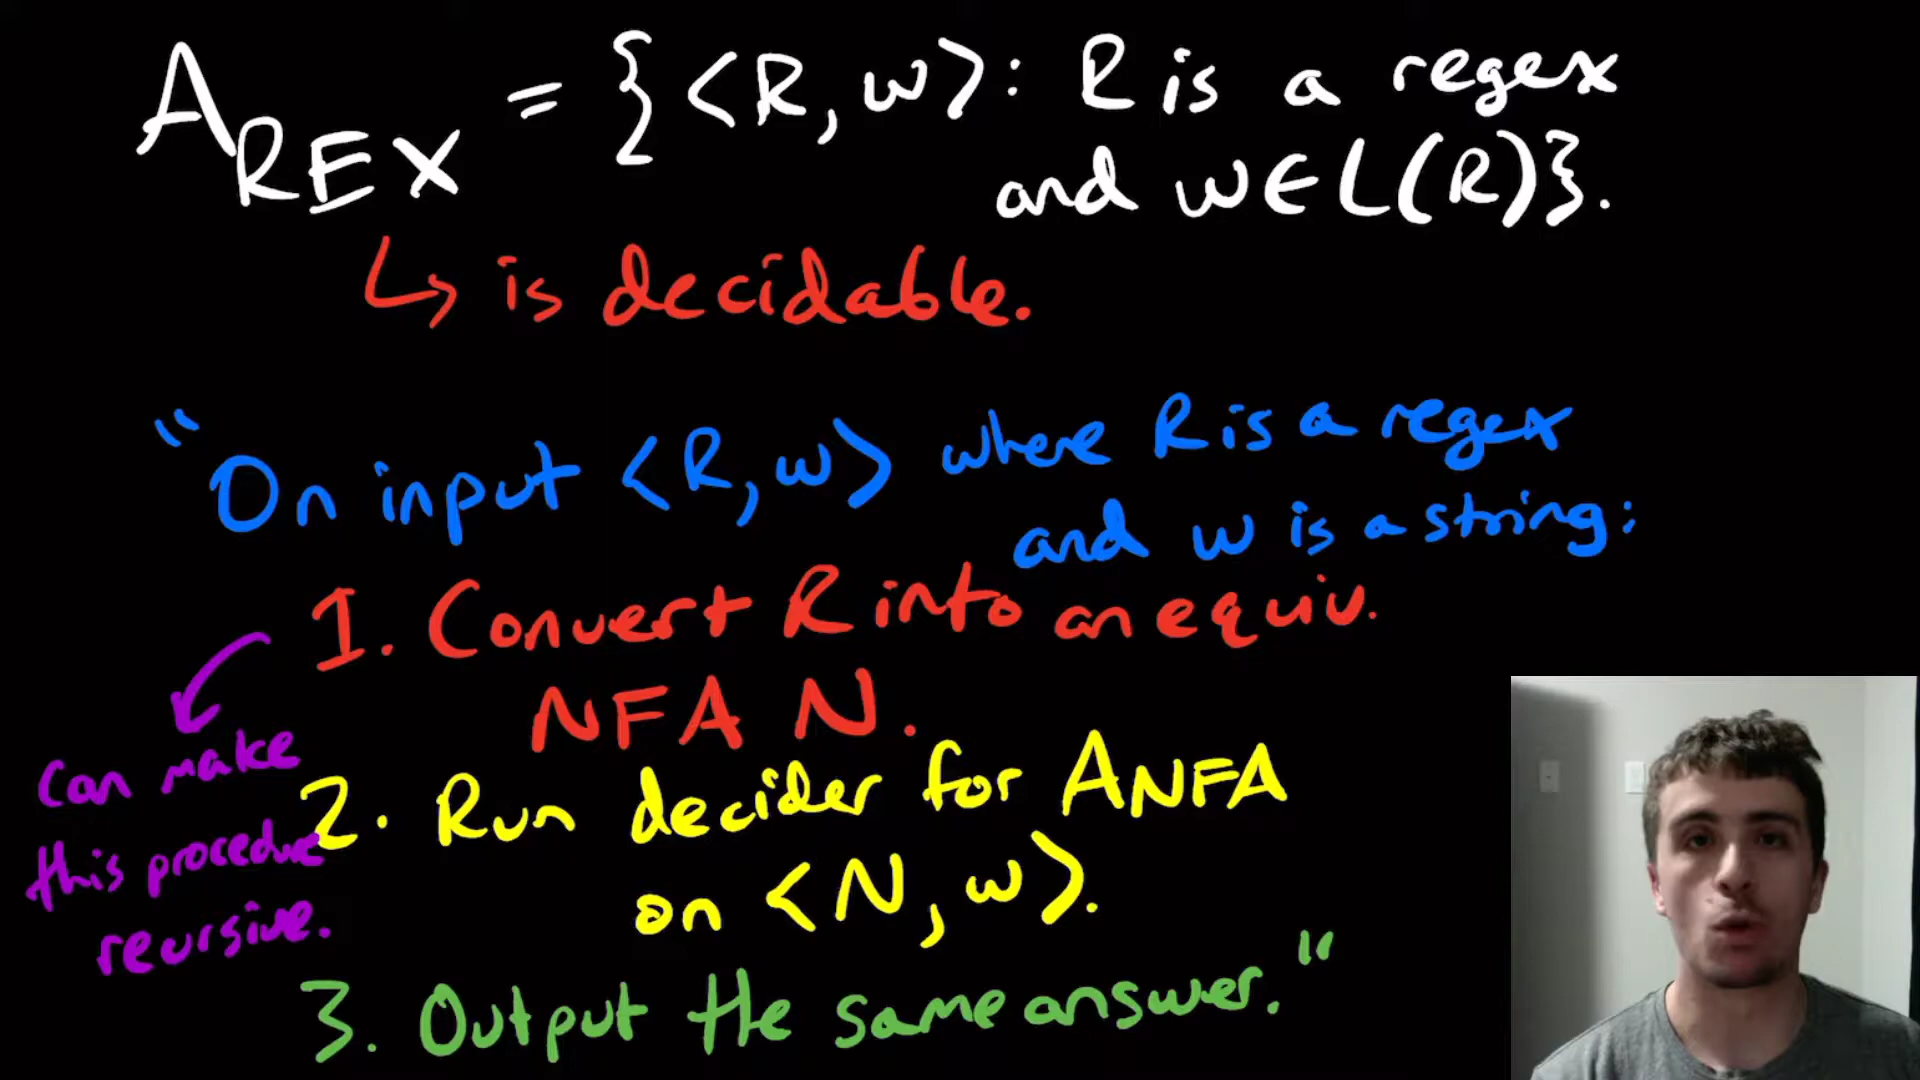 A_REX = {<R, w>: R is a regex
and w∈L(R)}.
↳ is decidable.
"On input <R, w> where R is a regex
and w is a string:
1. Convert R into an equiv.
NFA N.
2. Run decider for ANFA
on <N, w>.
3. Output the same answer."
Can make
this procedure
recursive.